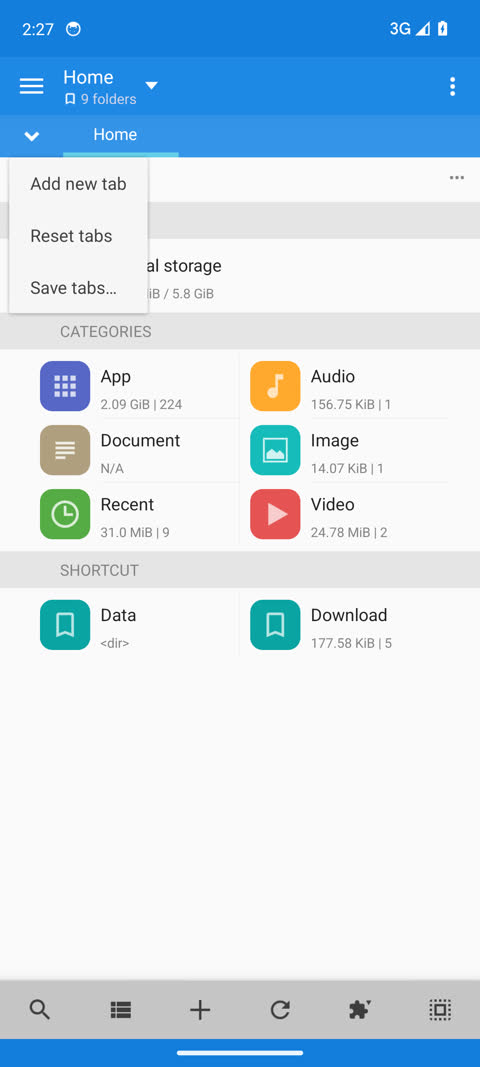 2:27
3G
Home
9 folders
Home
Add new tab
Reset tabs
Save tabs...
al storage
iB / 5.8 GiB
CATEGORIES
App
2.09 GiB | 224
Audio
156.75 KiB | 1
Document
N/A
Image
14.07 KiB | 1
Recent
31.0 MiB | 9
Video
24.78 MiB | 2
SHORTCUT
Data
<dir>
Download
177.58 KiB | 5